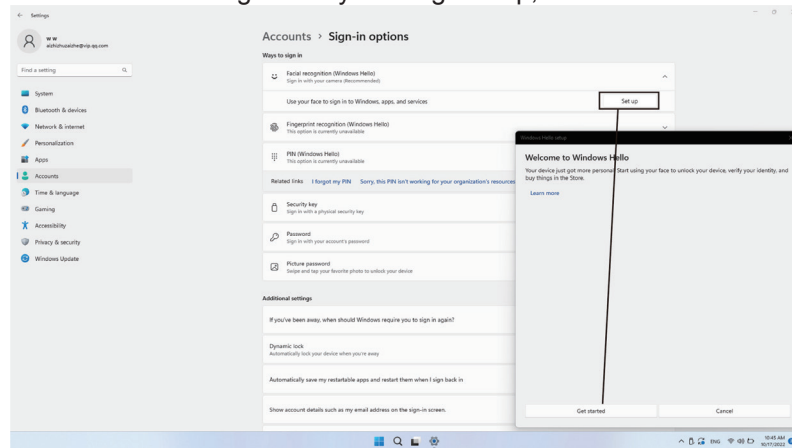 Settings
w w
aizhizhuzaizhe@vip.qq.com
Find a setting
System
Bluetooth & devices
Network & internet
Personalization
Apps
Accounts
Time & language
Gaming
Accessibility
Privacy & security
Windows Update
Accounts > Sign-in options
Ways to sign in
Facial recognition (Windows Hello)
Sign in with your camera (Recommended)
Use your face to sign in to Windows, apps, and services
Set up
Fingerprint recognition (Windows Hello)
This option is currently unavailable
PIN (Windows Hello)
This option is currently unavailable
Related links I forgot my PIN Sorry, this PIN isn't working for your organization's resources
Security key
Sign in with a physical security key
Password
Sign in with your account's password
Picture password
Swipe and tap your favorite photo to unlock your device
Additional settings
If you've been away, when should Windows require you to sign in again?
Dynamic lock
Automatically lock your device when you're away
Automatically save my restartable apps and restart them when I sign back in
Show account details such as my email address on the sign-in screen.
Windows Hello setup
Welcome to Windows Hello
Your device just got more personal. Start using your face to unlock your device, verify your identity, and
buy things in the Store.
Learn more
Get started
Cancel
ENG
10:45 AM
10/17/2022